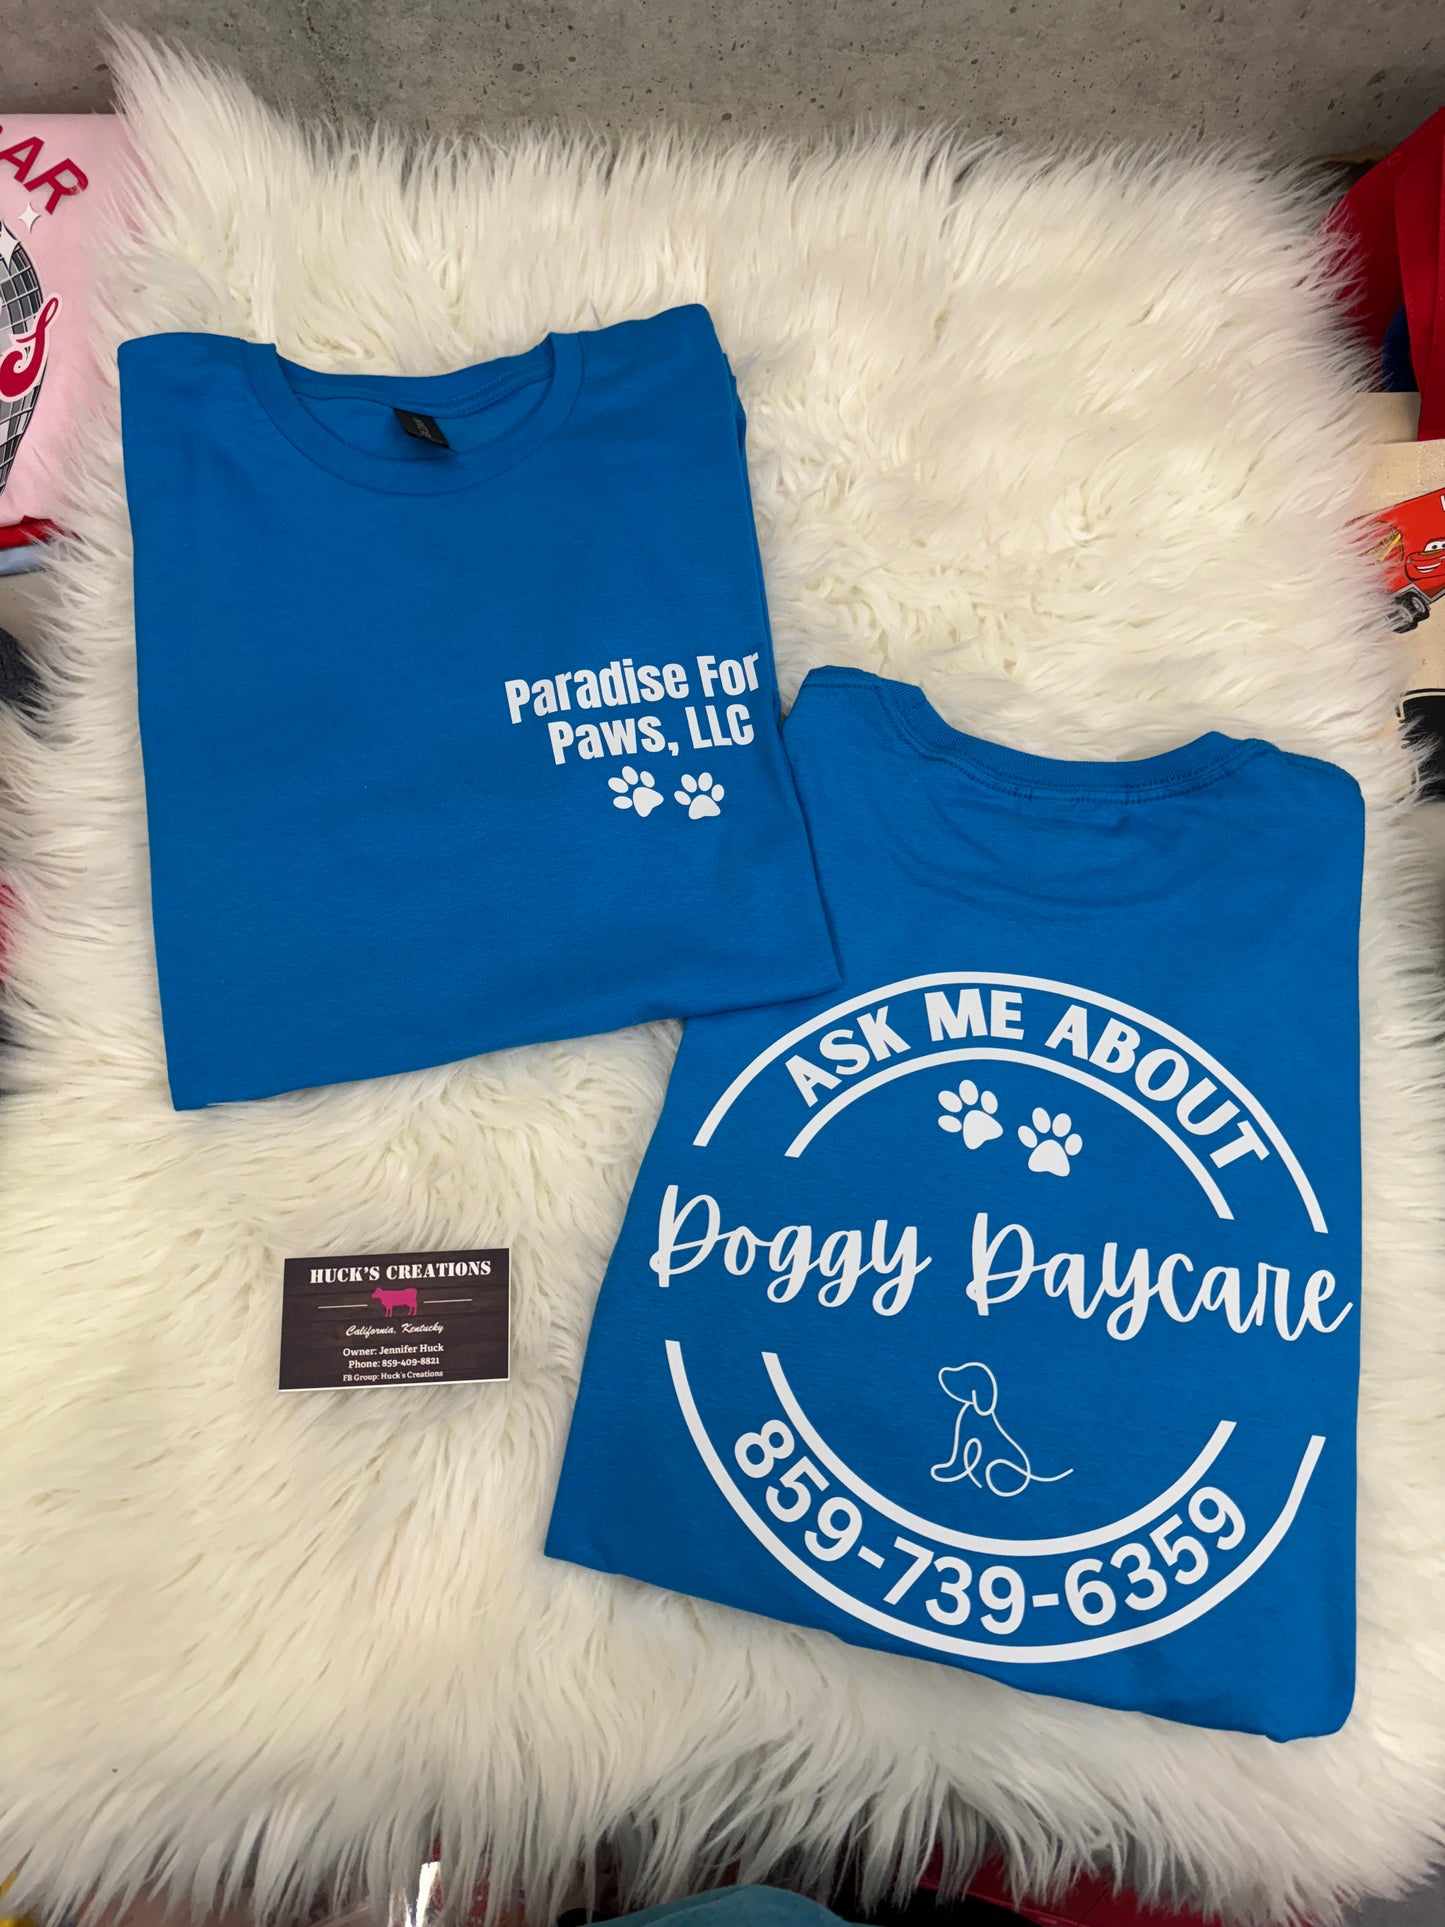 AR
Paradise For
Paws, LLC
ASK ME ABOUT
Doggy Daycare
859-739-6359
HUCK'S CREATIONS
California, Kentucky
Owner: Jennifer Huck
Phone: 859-409-8821
FB Group: Huck's Creations